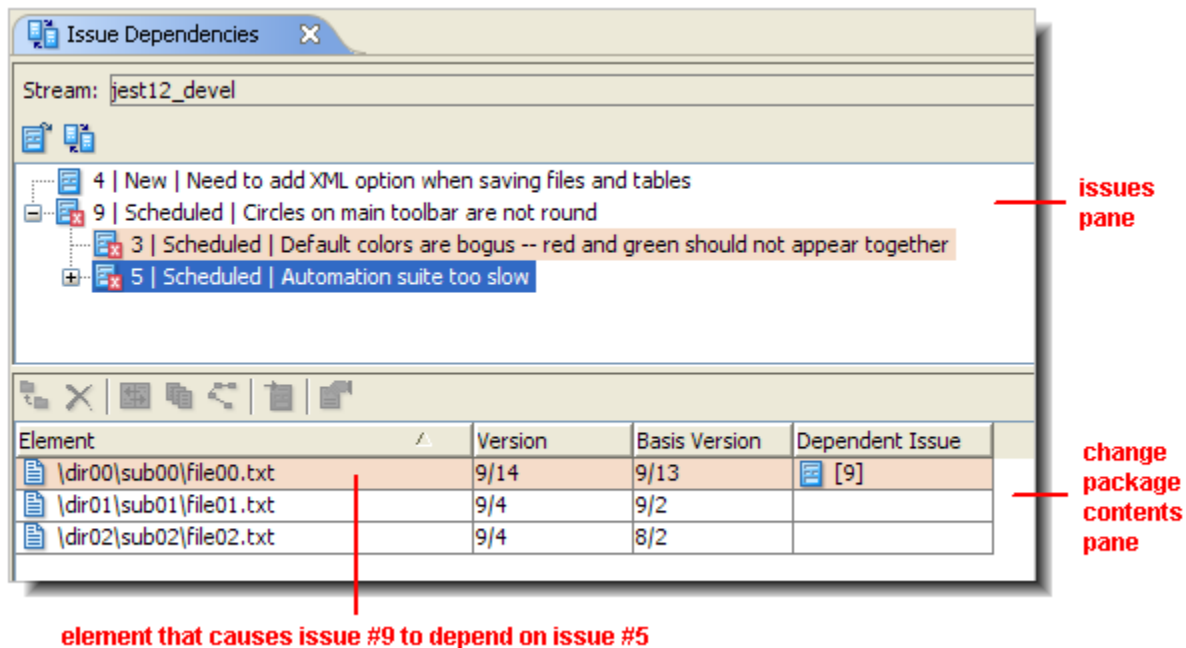 Issue Dependencies
Stream: jest12_devel
4 | New | Need to add XML option when saving files and tables
9 | Scheduled | Circles on main toolbar are not round
3 | Scheduled | Default colors are bogus -- red and green should not appear together
5 | Scheduled | Automation suite too slow
issues
pane
Element Version Basis Version Dependent Issue
\dir00\sub00\file00.txt 9/14 9/13 [9]
\dir01\sub01\file01.txt 9/4 9/2
\dir02\sub02\file02.txt 9/4 8/2
change
package
contents
pane
element that causes issue #9 to depend on issue #5